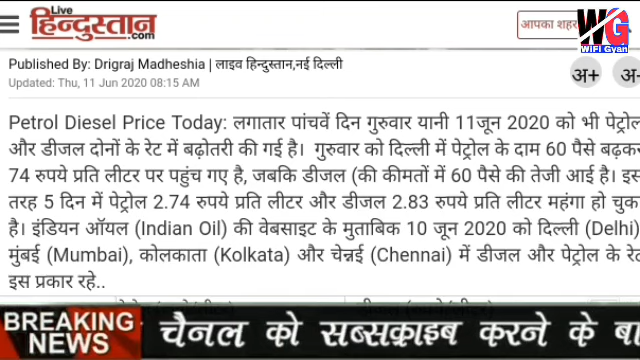 Live
हिन्दुस्तान
.com
आपका शहर
WG
WIFI Gyan
Published By: Drigraj Madheshia | लाइव हिन्दुस्तान,नई दिल्ली
Updated: Thu, 11 Jun 2020 08:15 AM
अ+ अ-
Petrol Diesel Price Today: लगातार पांचवें दिन गुरुवार यानी 11जून 2020 को भी पेट्रोल
और डीजल दोनों के रेट में बढ़ोतरी की गई है। गुरुवार को दिल्ली में पेट्रोल के दाम 60 पैसे बढ़कर
74 रुपये प्रति लीटर पर पहुंच गए है, जबकि डीजल (की कीमतों में 60 पैसे की तेजी आई है। इस
तरह 5 दिन में पेट्रोल 2.74 रुपये प्रति लीटर और डीजल 2.83 रुपये प्रति लीटर महंगा हो चुका
है। इंडियन ऑयल (Indian Oil) की वेबसाइट के मुताबिक 10 जून 2020 को दिल्ली (Delhi)
मुंबई (Mumbai), कोलकाता (Kolkata) और चेन्नई (Chennai) में डीजल और पेट्रोल के रेट
इस प्रकार रहे..
BREAKING
NEWS
चैनल को सब्सक्राइब करने के